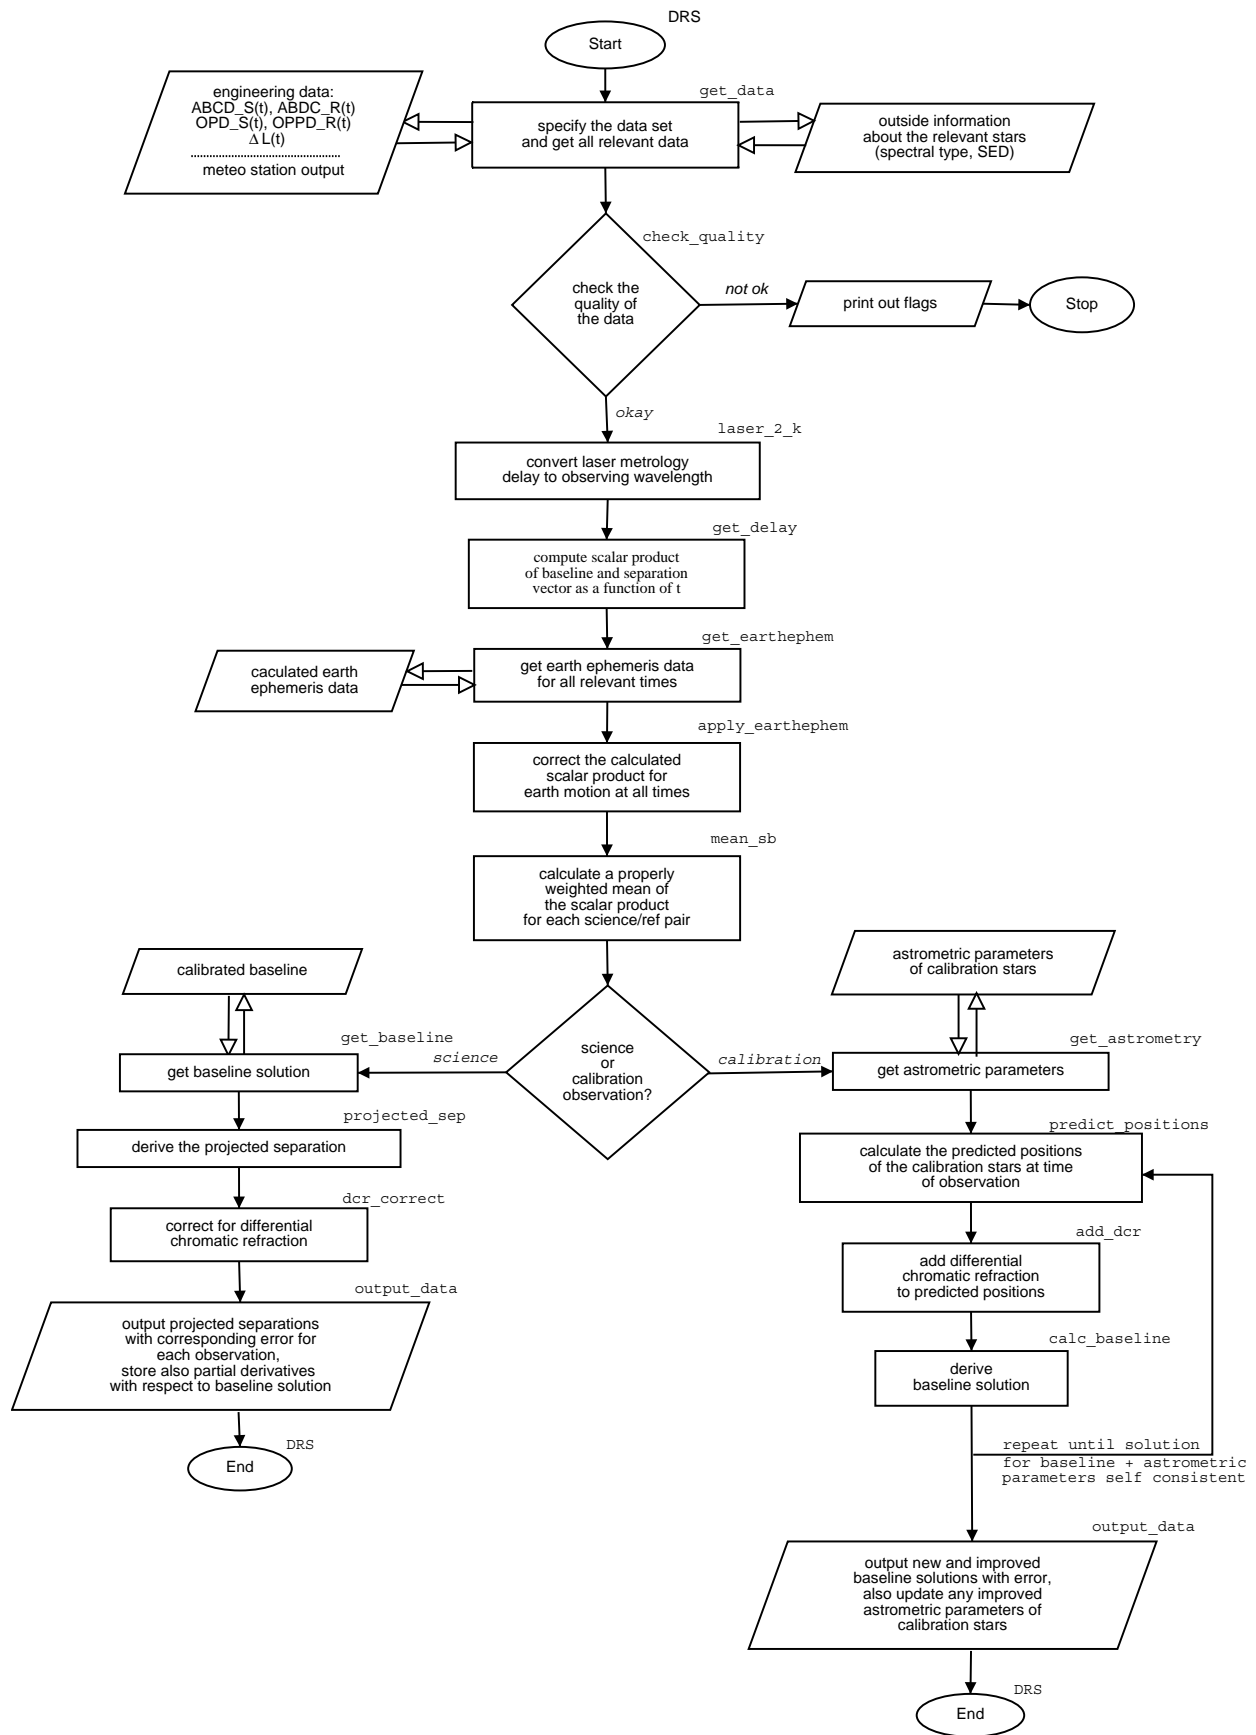 DRS
Start
engineering data:
ABCD_S(t), ABDC_R(t)
OPD_S(t), OPPD_R(t)
Δ L(t)
meteo station output
get_data
specify the data set
and get all relevant data
outside information
about the relevant stars
(spectral type, SED)
check_quality
check the
quality of
the data
not ok
print out flags
Stop
okay
laser_2_k
convert laser metrology
delay to observing wavelength
get_delay
compute scalar product
of baseline and separation
vector as a function of t
get_earthephem
caculated earth
ephemeris data
get earth ephemeris data
for all relevant times
apply_earthephem
correct the calculated
scalar product for
earth motion at all times
mean_sb
calculate a properly
weighted mean of
the scalar product
for each science/ref pair
calibrated baseline
astrometric parameters
of calibration stars
get_baseline
science
get baseline solution
science
or
calibration
observation?
calibration
get_astrometry
get astrometric parameters
projected_sep
derive the projected separation
predict_positions
calculate the predicted positions
of the calibration stars at time
of observation
dcr_correct
correct for differential
chromatic refraction
add_dcr
add differential
chromatic refraction
to predicted positions
output_data
output projected separations
with corresponding error for
each observation,
store also partial derivatives
with respect to baseline solution
calc_baseline
derive
baseline solution
DRS
End
repeat until solution
for baseline + astrometric
parameters self consistent
output_data
output new and improved
baseline solutions with error,
also update any improved
astrometric parameters of
calibration stars
DRS
End